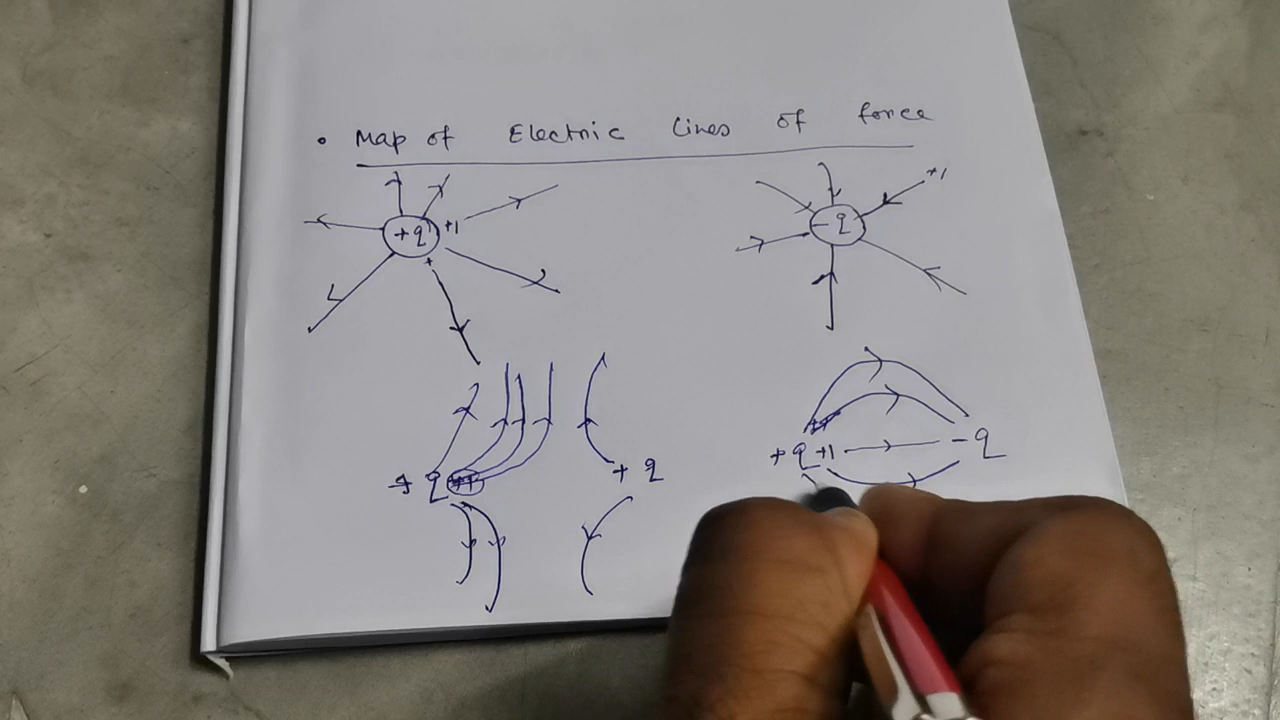 • Map of Electric Lines of force
+q +1
+
-q +1
+q ++ +q
+q +1 -q